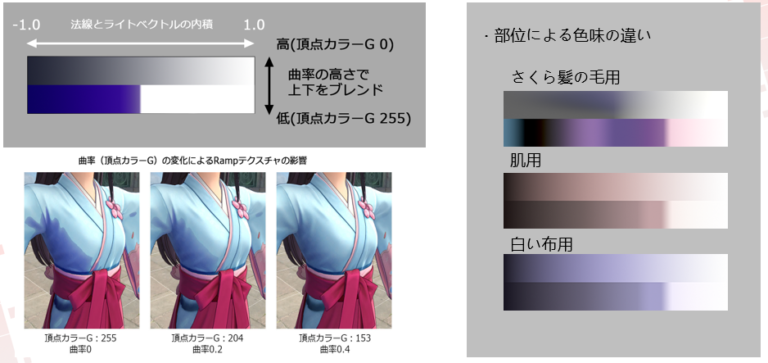 -1.0
法線とライトベクトルの内積
1.0
高(頂点カラーG 0)
曲率の高さで
上下をブレンド
低(頂点カラーG 255)
曲率（頂点カラーG）の変化によるRampテクスチャの影響
頂点カラーG：255
曲率0
頂点カラーG：204
曲率0.2
頂点カラーG：153
曲率0.4
・部位による色味の違い
さくら髪の毛用
肌用
白い布用